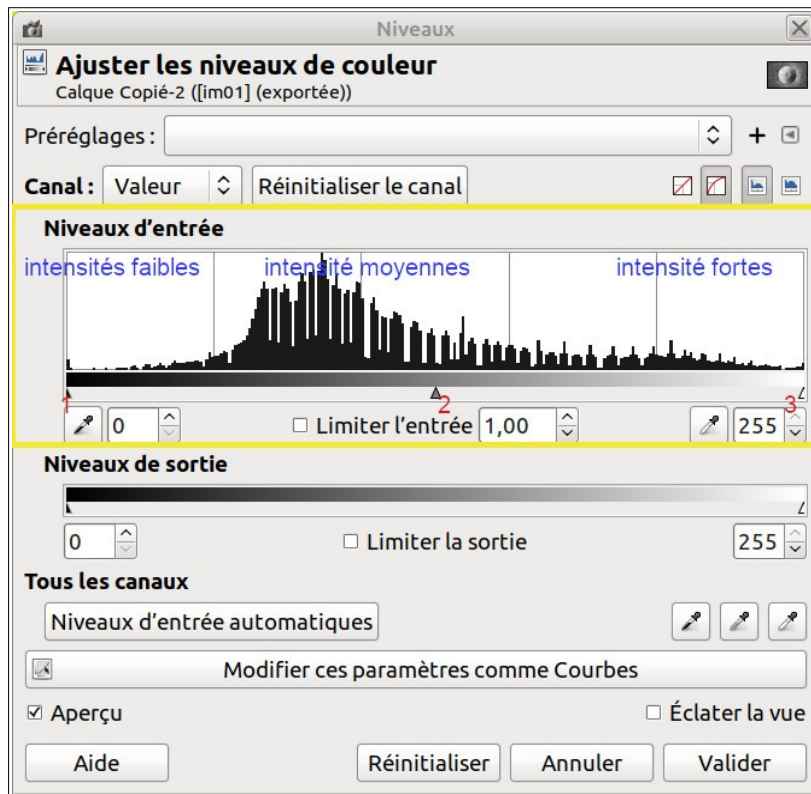 Niveaux
Ajuster les niveaux de couleur
Calque Copié-2 ([im01] (exportée))
Préréglages :
Canal : Valeur Réinitialiser le canal
Niveaux d'entrée
intensités faibles intensité moyennes intensité fortes
1 2 3
0 Limiter l'entrée 1,00 255
Niveaux de sortie
0 Limiter la sortie 255
Tous les canaux
Niveaux d'entrée automatiques
Modifier ces paramètres comme Courbes
Aperçu Éclater la vue
Aide Réinitialiser Annuler Valider